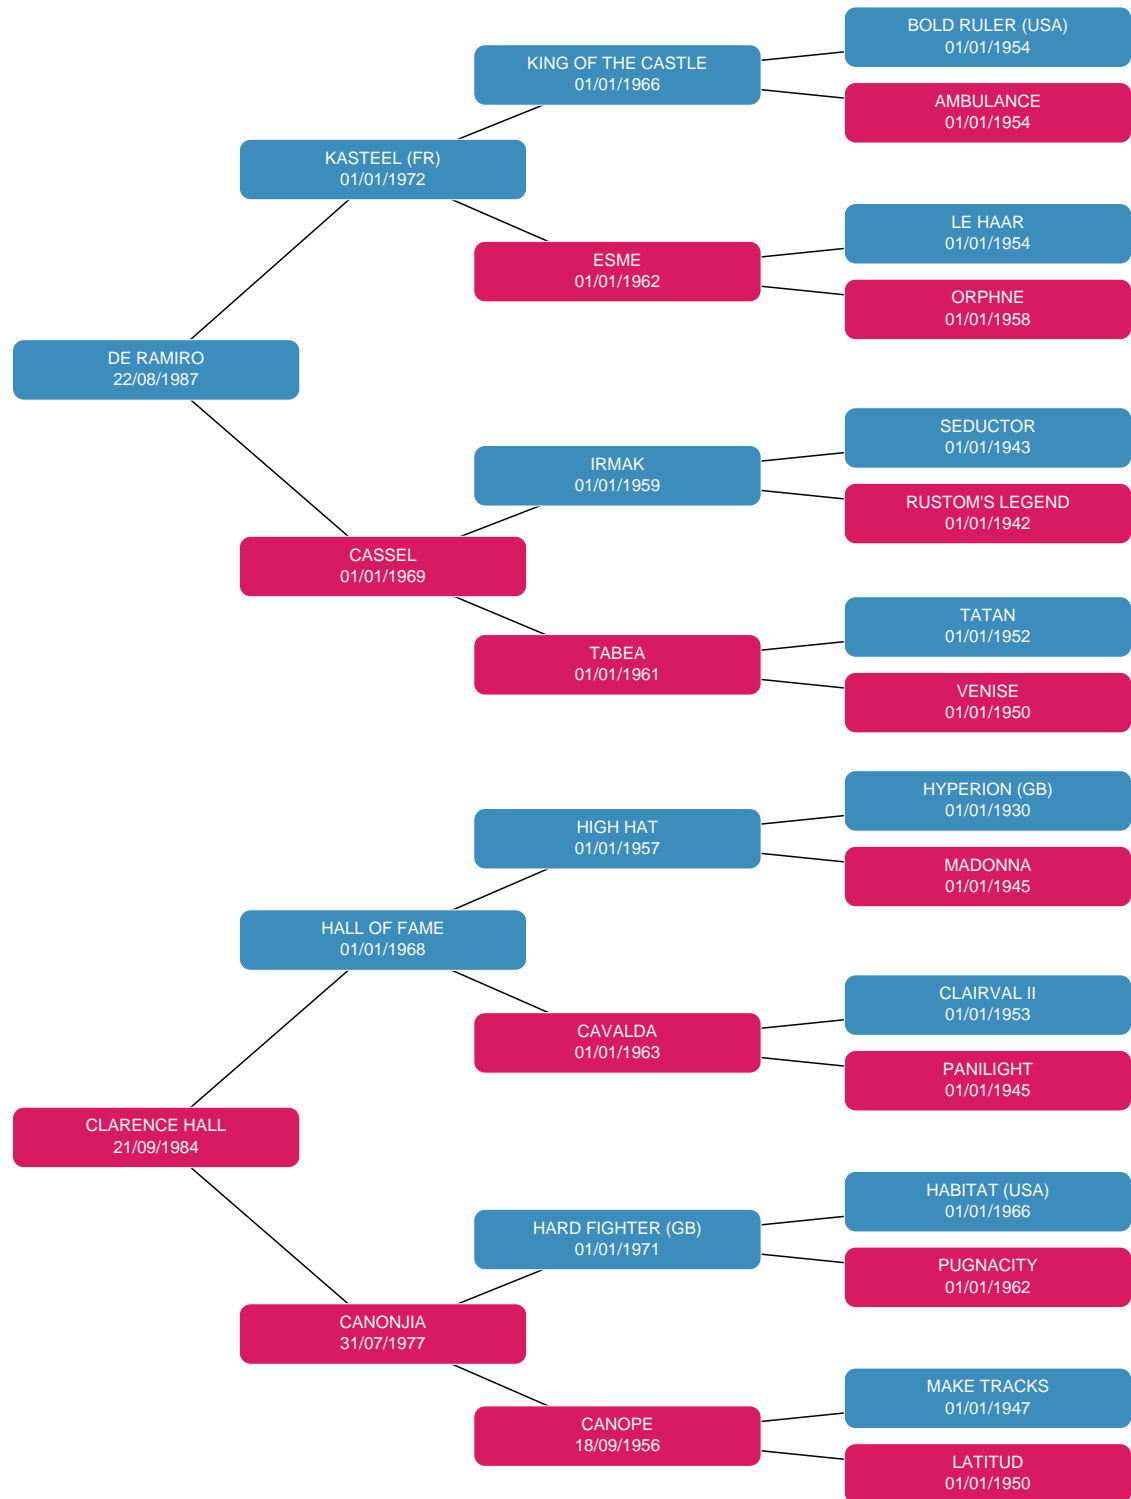 BOLD RULER (USA)
01/01/1954
KING OF THE CASTLE
01/01/1966
AMBULANCE
01/01/1954
KASTEEL (FR)
01/01/1972
LE HAAR
01/01/1954
ESME
01/01/1962
ORPHNE
01/01/1958
DE RAMIRO
22/08/1987
SEDUCTOR
01/01/1943
IRMAK
01/01/1959
RUSTOM'S LEGEND
01/01/1942
CASSEL
01/01/1969
TATAN
01/01/1952
TABEA
01/01/1961
VENISE
01/01/1950
HYPERION (GB)
01/01/1930
HIGH HAT
01/01/1957
MADONNA
01/01/1945
HALL OF FAME
01/01/1968
CLAIRVAL II
01/01/1953
CAVALDA
01/01/1963
PANILIGHT
01/01/1945
CLARENCE HALL
21/09/1984
HABITAT (USA)
01/01/1966
HARD FIGHTER (GB)
01/01/1971
PUGNACITY
01/01/1962
CANONJIA
31/07/1977
MAKE TRACKS
01/01/1947
CANOPE
18/09/1956
LATITUD
01/01/1950